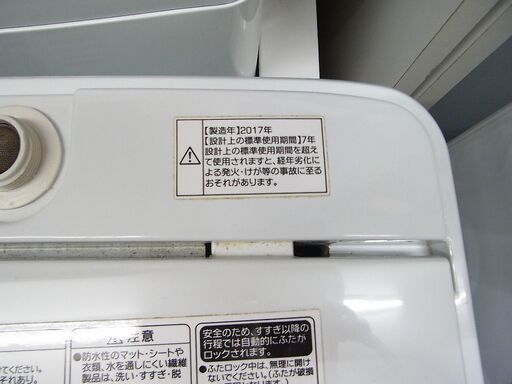 【製造年】2017年
【設計上の標準使用期間】7年
設計上の標準使用期間を超え
て使用されますと、経年劣化に
よる発火・けが等の事故に至る
おそれがあります。
注意
●防水性のマット・シートや
衣類、水を通しにくい繊維
製品は、洗い・すすぎ・脱
安全のため、すすぎ以降の
行程では自動的にふたが
ロックされます。
●ふたロック中は、無理に開け
ないでください。(ふたが破損
てください。
それあり。)